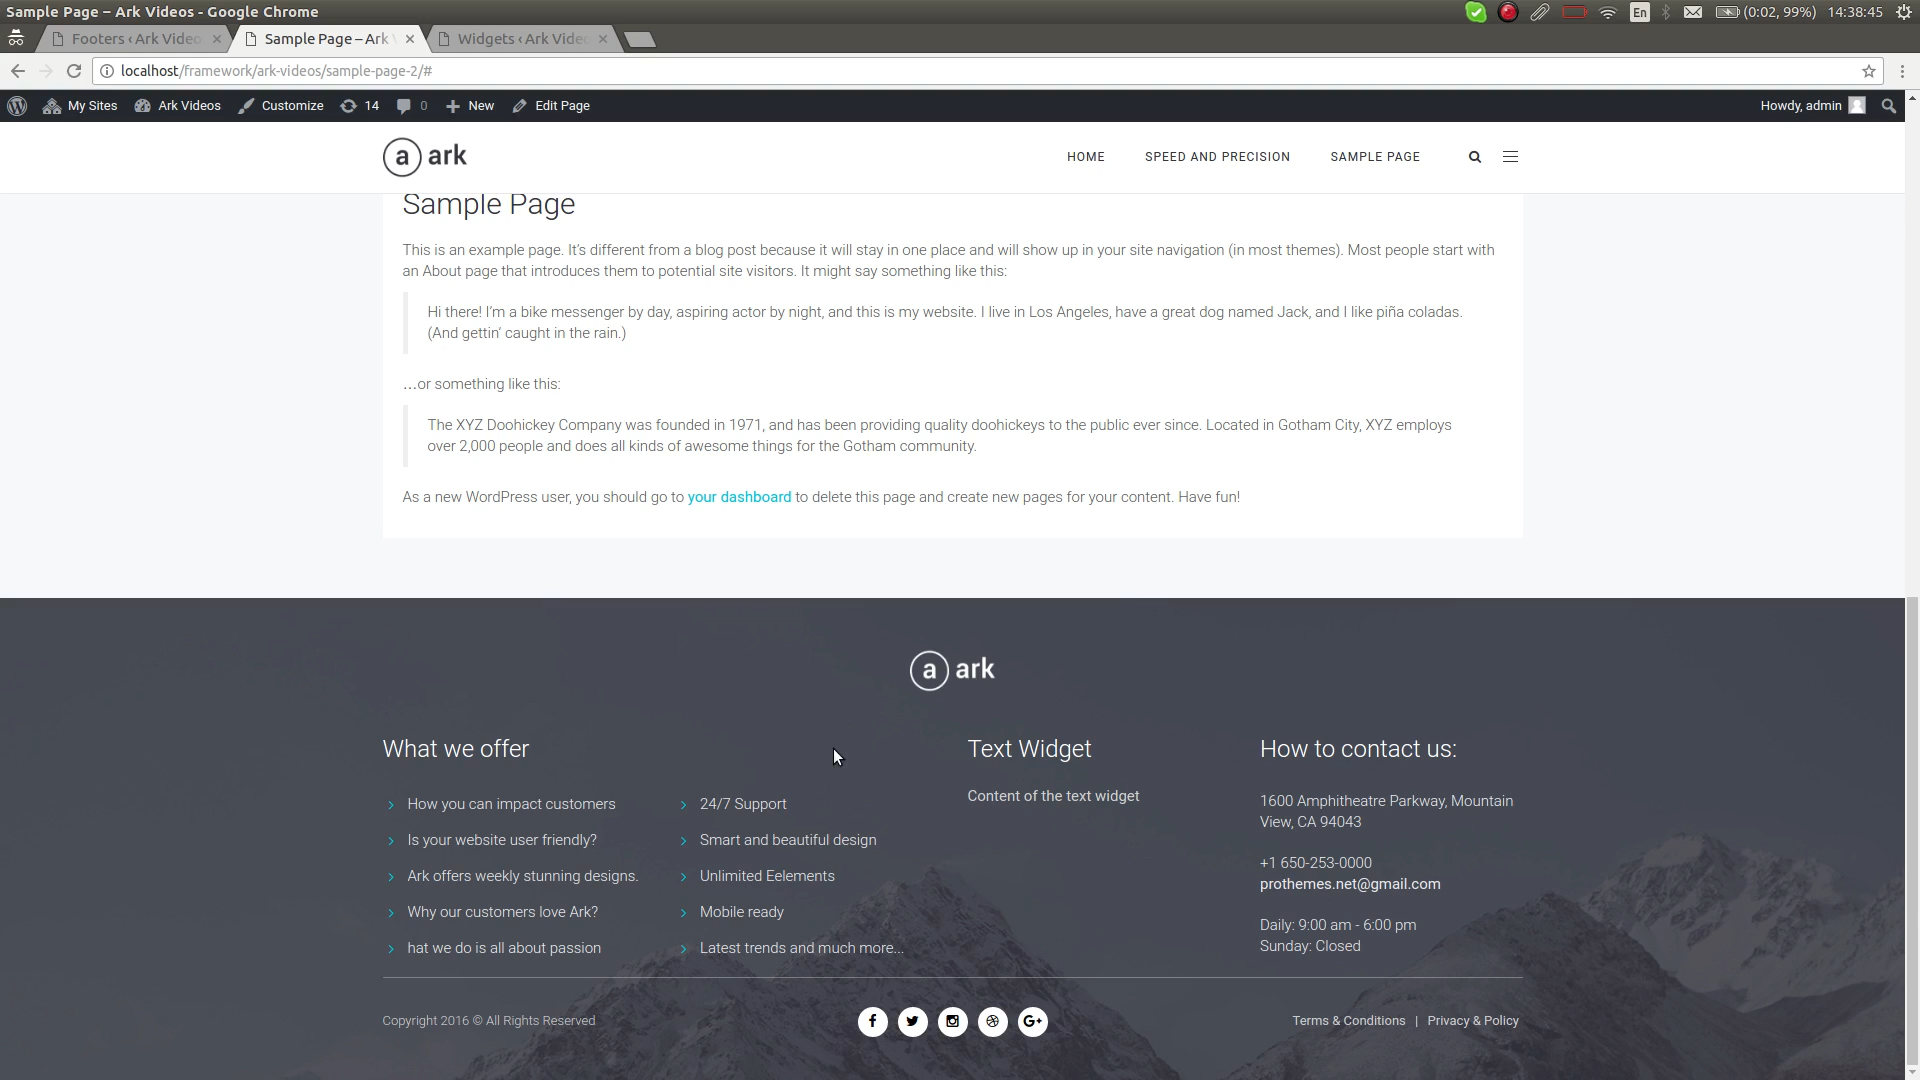 Sample Page – Ark Videos - Google Chrome
En
(0:02, 99%)
14:38:45
Footers ‹ Ark Video
Sample Page – Ark
Widgets ‹ Ark Vide
localhost/framework/ark-videos/sample-page-2/#
My Sites
Ark Videos
Customize
14
0
New
Edit Page
Howdy, admin
a ark
HOME
SPEED AND PRECISION
SAMPLE PAGE
Sample Page
This is an example page. It’s different from a blog post because it will stay in one place and will show up in your site navigation (in most themes). Most people start with
an About page that introduces them to potential site visitors. It might say something like this:
Hi there! I’m a bike messenger by day, aspiring actor by night, and this is my website. I live in Los Angeles, have a great dog named Jack, and I like piña coladas.
(And gettin’ caught in the rain.)
…or something like this:
The XYZ Doohickey Company was founded in 1971, and has been providing quality doohickeys to the public ever since. Located in Gotham City, XYZ employs
over 2,000 people and does all kinds of awesome things for the Gotham community.
As a new WordPress user, you should go to your dashboard to delete this page and create new pages for your content. Have fun!
a ark
What we offer
How you can impact customers
Is your website user friendly?
Ark offers weekly stunning designs.
Why our customers love Ark?
hat we do is all about passion
24/7 Support
Smart and beautiful design
Unlimited Eelements
Mobile ready
Latest trends and much more...
Text Widget
Content of the text widget
How to contact us:
1600 Amphitheatre Parkway, Mountain
View, CA 94043
+1 650-253-0000
prothemes.net@gmail.com
Daily: 9:00 am - 6:00 pm
Sunday: Closed
Copyright 2016 © All Rights Reserved
Terms & Conditions | Privacy & Policy